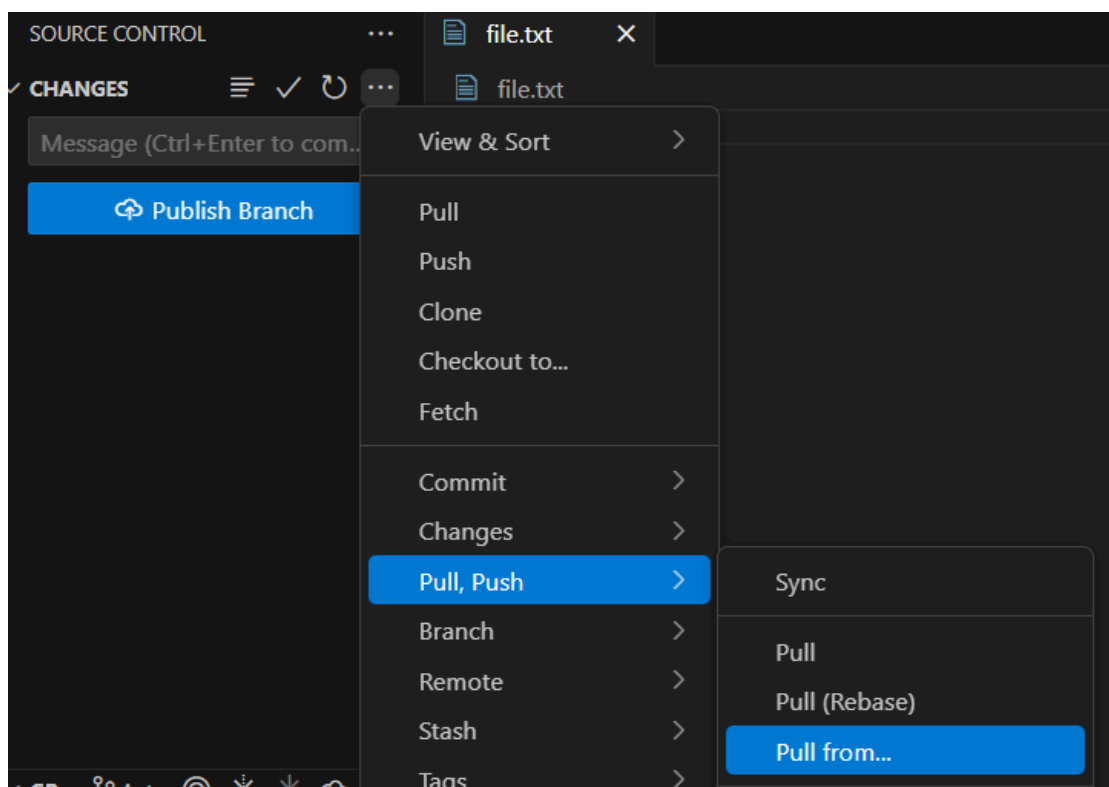 SOURCE CONTROL
file.txt
CHANGES
file.txt
Message (Ctrl+Enter to com..
Publish Branch
View & Sort
Pull
Push
Clone
Checkout to...
Fetch
Commit
Changes
Pull, Push
Branch
Remote
Stash
Tags
Sync
Pull
Pull (Rebase)
Pull from...